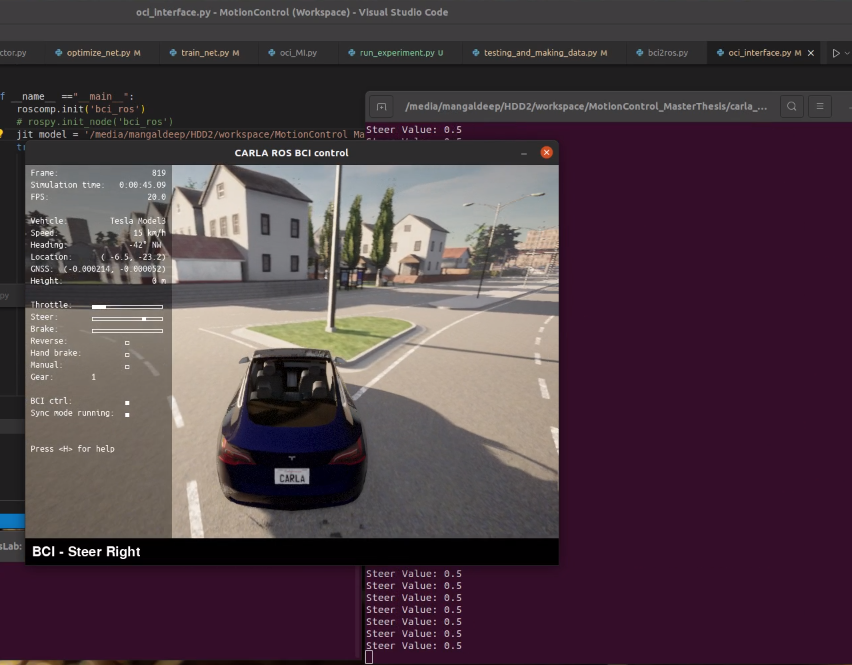 oci_interface.py - MotionControl (Workspace) - Visual Studio Code
ctor.py optimize_net.py M train_net.py M oci_MI.py run_experiment.py U testing_and_making_data.py M bci2ros.py oci_interface.py M
f __name__ =="__main__":
roscomp.init('bci_ros')
# rospy.init_node('bci_ros')
jit model = '/media/mangaldeep/HDD2/workspace/MotionControl Ma
/media/mangaldeep/HDD2/workspace/MotionControl_MasterThesis/carla_...
Steer Value: 0.5
CARLA ROS BCI control
Frame: 819
Simulation time: 0:00:45.09
FPS: 20.0
Vehicle: Tesla Model3
Speed: 15 km/h
Heading: -42° NW
Location: ( -6.5, -23.2)
GNSS: (-0.000214, -0.000052)
Height: 0 m
Throttle:
Steer:
Brake:
Reverse:
Hand brake:
Manual:
Gear: 1
BCI ctrl:
Sync mode running:
Press <H> for help
CARLA
BCI - Steer Right
py
sLab:
Steer Value: 0.5
Steer Value: 0.5
Steer Value: 0.5
Steer Value: 0.5
Steer Value: 0.5
Steer Value: 0.5
Steer Value: 0.5